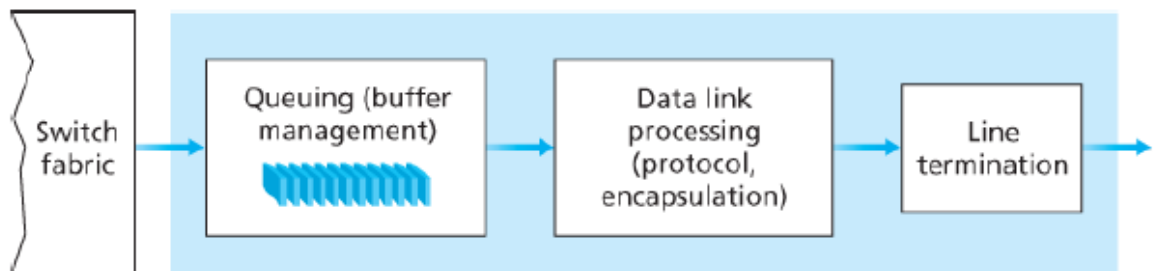 Switch
fabric
Queuing (buffer
management)
Data link
processing
(protocol,
encapsulation)
Line
termination